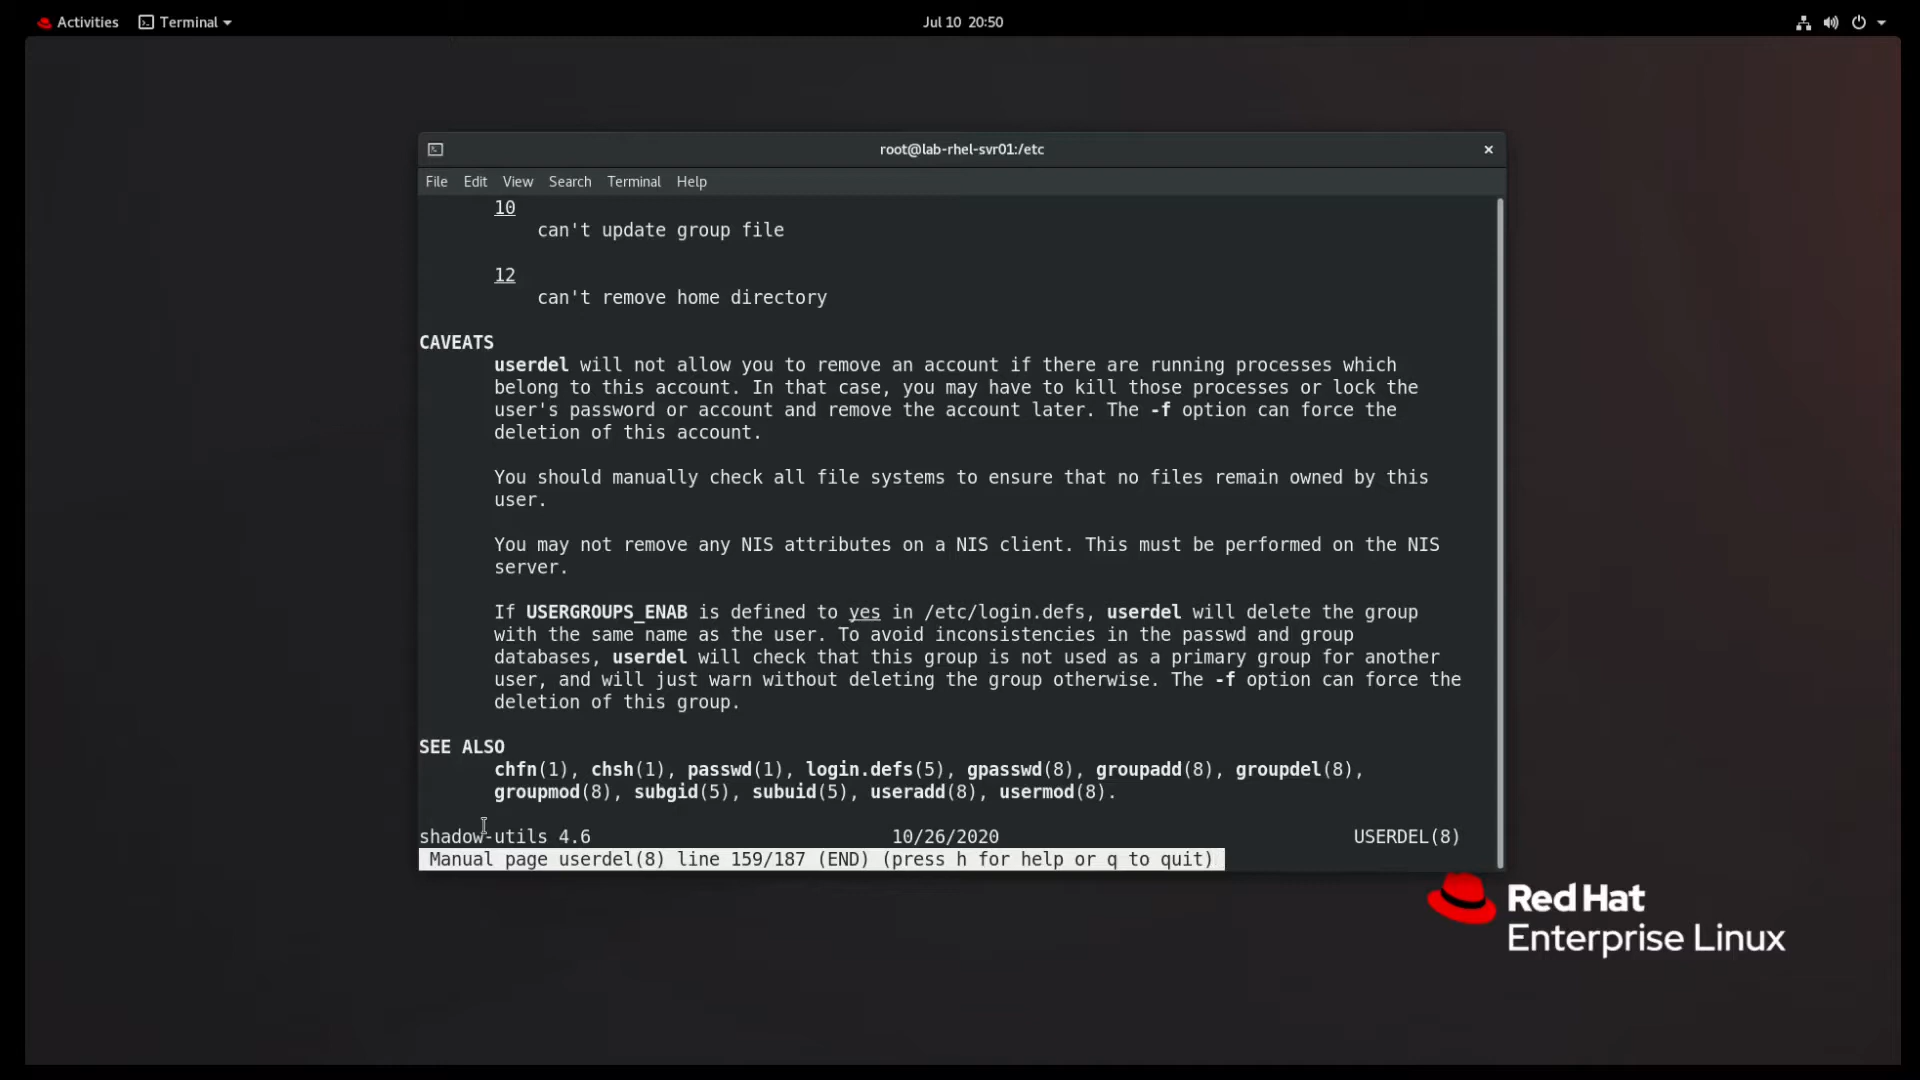 Activities
Terminal
Jul 10 20:50
root@lab-rhel-svr01:/etc
×
File Edit View Search Terminal Help
10
can't update group file
12
can't remove home directory
CAVEATS
userdel will not allow you to remove an account if there are running processes which
belong to this account. In that case, you may have to kill those processes or lock the
user's password or account and remove the account later. The -f option can force the
deletion of this account.
You should manually check all file systems to ensure that no files remain owned by this
user.
You may not remove any NIS attributes on a NIS client. This must be performed on the NIS
server.
If USERGROUPS_ENAB is defined to yes in /etc/login.defs, userdel will delete the group
with the same name as the user. To avoid inconsistencies in the passwd and group
databases, userdel will check that this group is not used as a primary group for another
user, and will just warn without deleting the group otherwise. The -f option can force the
deletion of this group.
SEE ALSO
chfn(1), chsh(1), passwd(1), login.defs(5), gpasswd(8), groupadd(8), groupdel(8),
groupmod(8), subgid(5), subuid(5), useradd(8), usermod(8).
shadow-utils 4.6 10/26/2020 USERDEL(8)
Manual page userdel(8) line 159/187 (END) (press h for help or q to quit)
Red Hat
Enterprise Linux